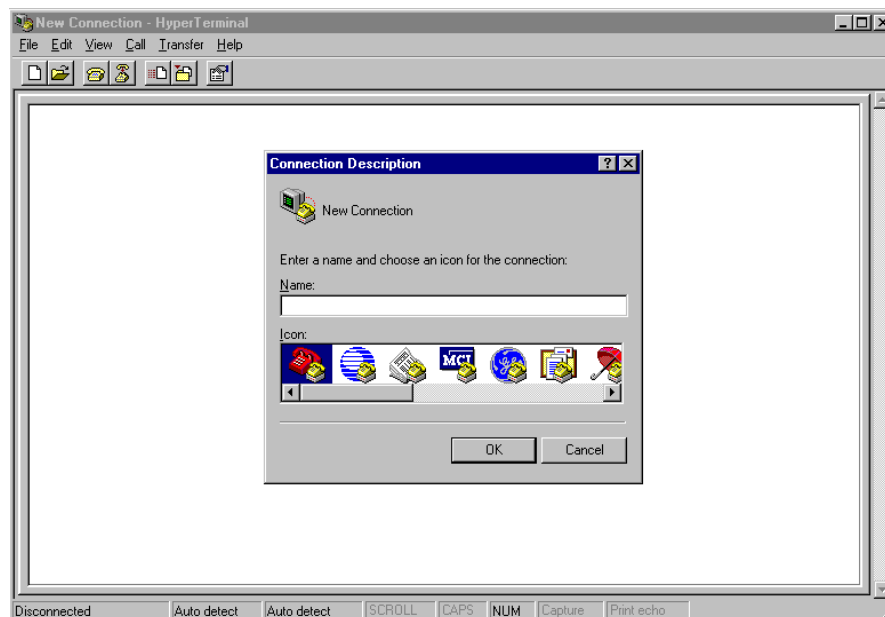 New Connection - HyperTerminal
File Edit View Call Transfer Help
Connection Description
New Connection
Enter a name and choose an icon for the connection:
Name:
Icon:
MCI
OK Cancel
Disconnected Auto detect Auto detect SCROLL CAPS NUM Capture Print echo